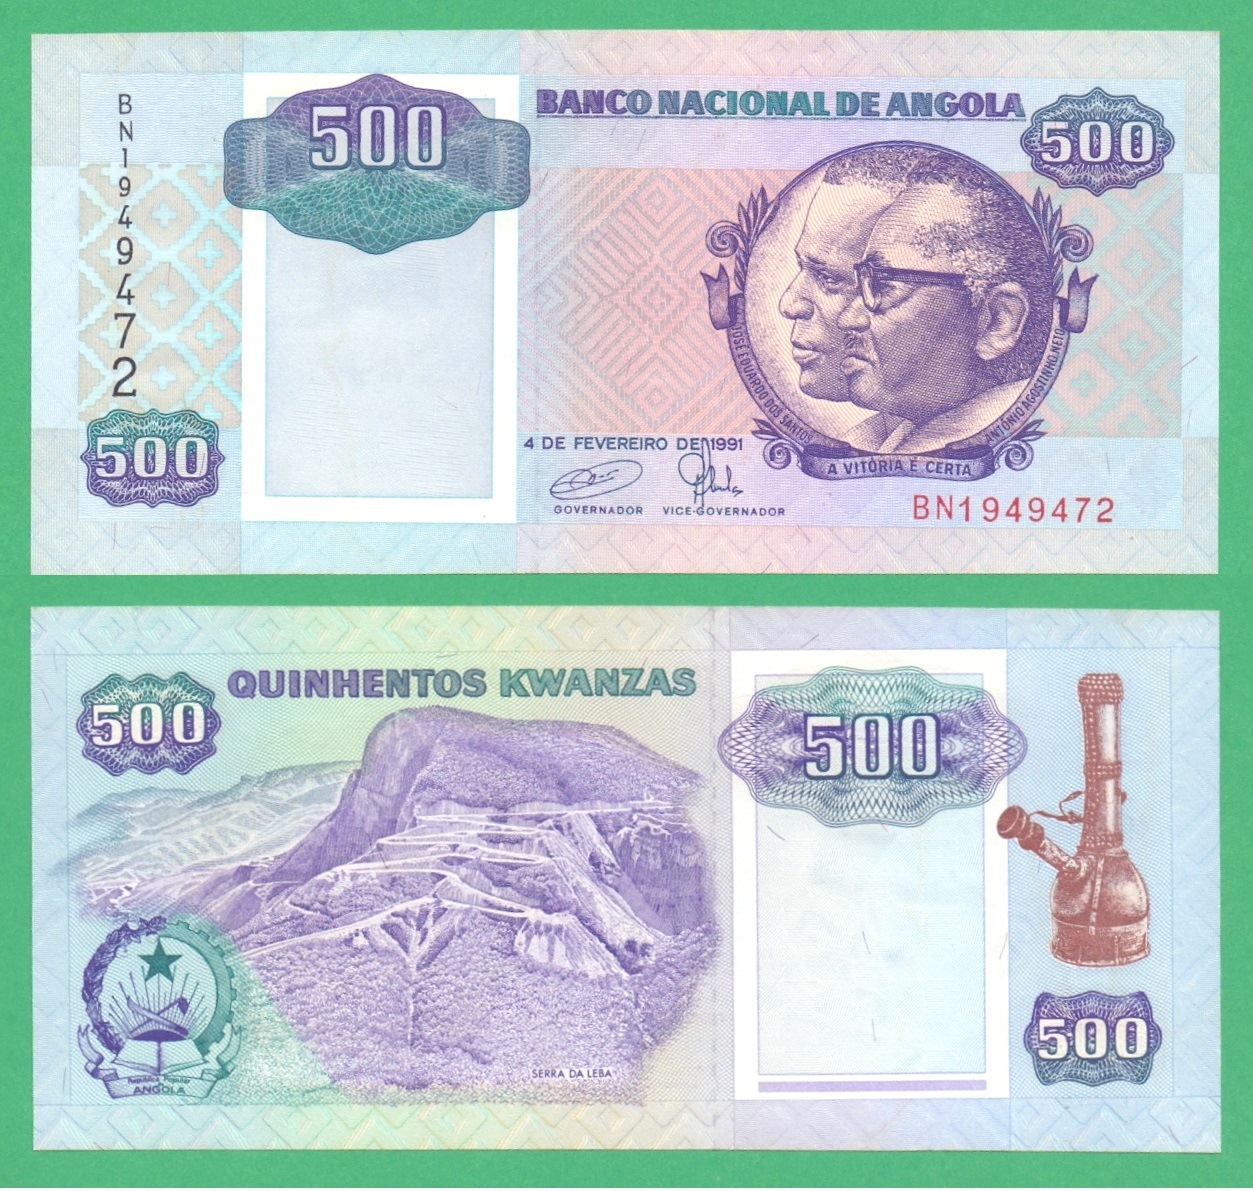 BN1949472
500
BANCO NACIONAL DE ANGOLA
500
500
JOSÉ EDUARDO DOS SANTOS
ANTÓNIO AGOSTINHO NETO
A VITÓRIA É CERTA
4 DE FEVEREIRO DE 1991
GOVERNADOR VICE-GOVERNADOR
BN1949472
500
QUINHENTOS KWANZAS
500
República Popular
ANGOLA
SERRA DA LEBA
500